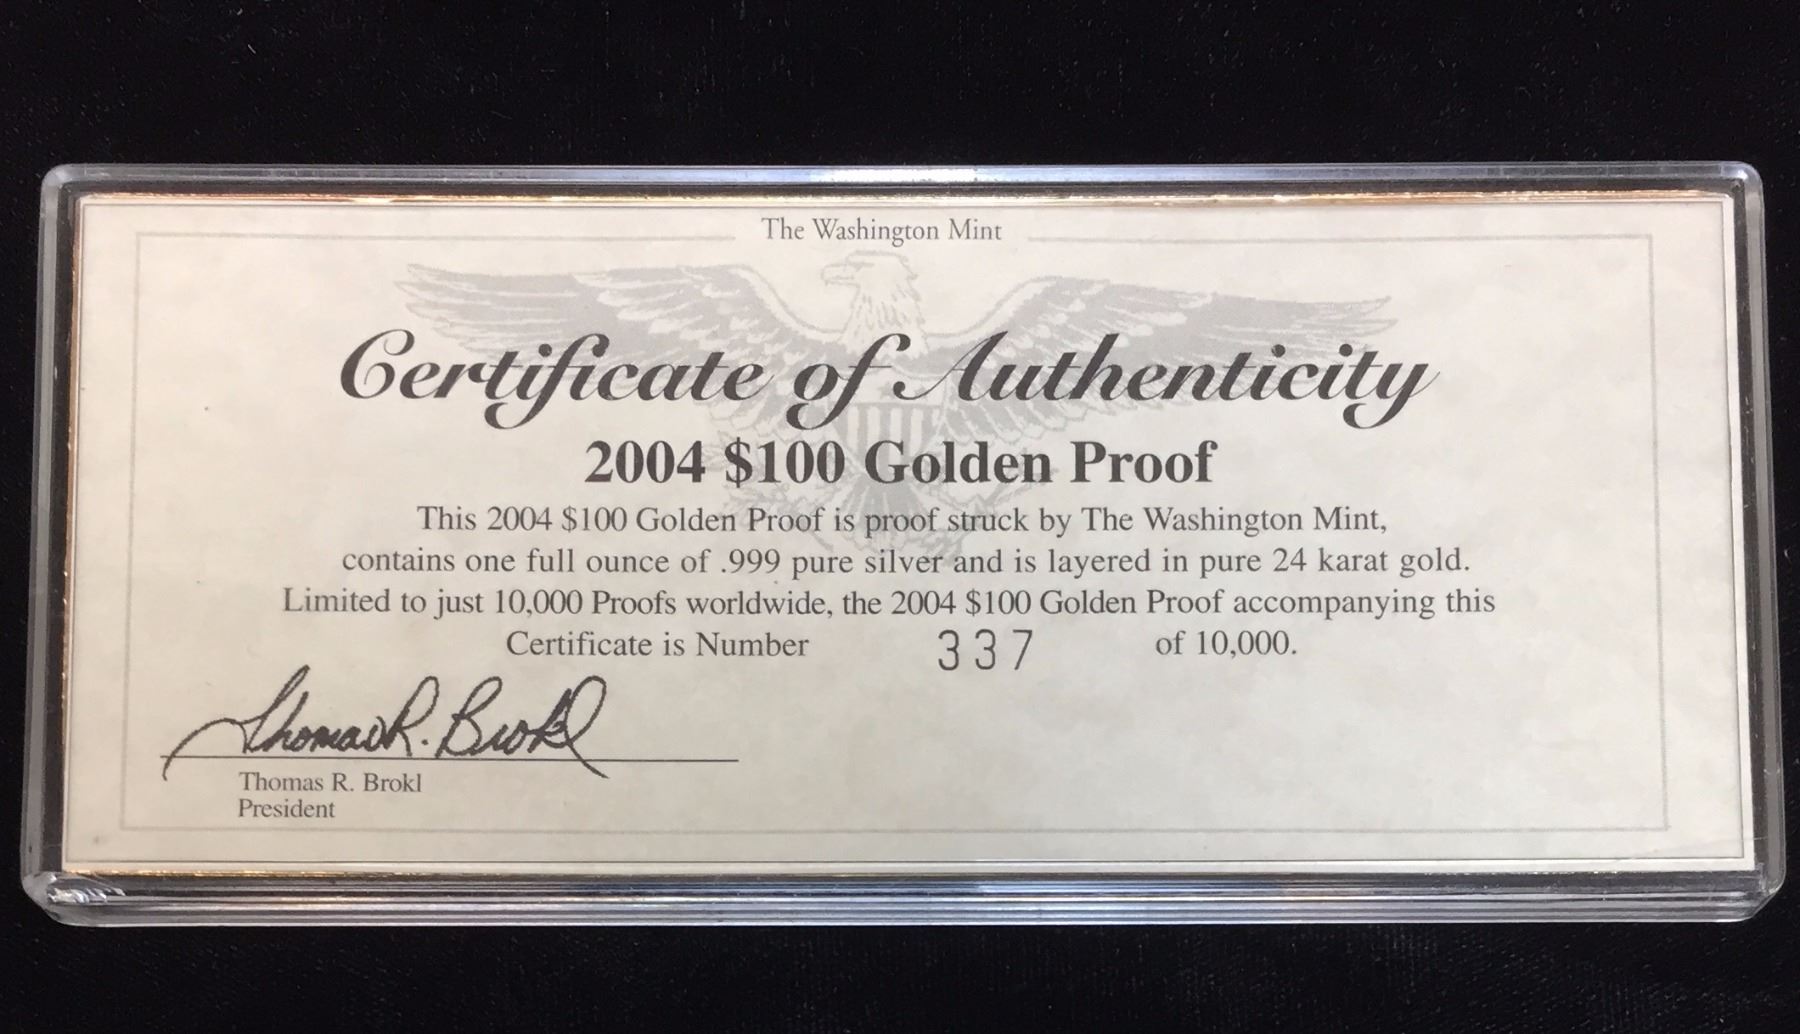 The Washington Mint
Certificate of Authenticity
2004 $100 Golden Proof
This 2004 $100 Golden Proof is proof struck by The Washington Mint,
contains one full ounce of .999 pure silver and is layered in pure 24 karat gold.
Limited to just 10,000 Proofs worldwide, the 2004 $100 Golden Proof accompanying this
Certificate is Number 337 of 10,000.
Thomas R. Brokl
Thomas R. Brokl
President